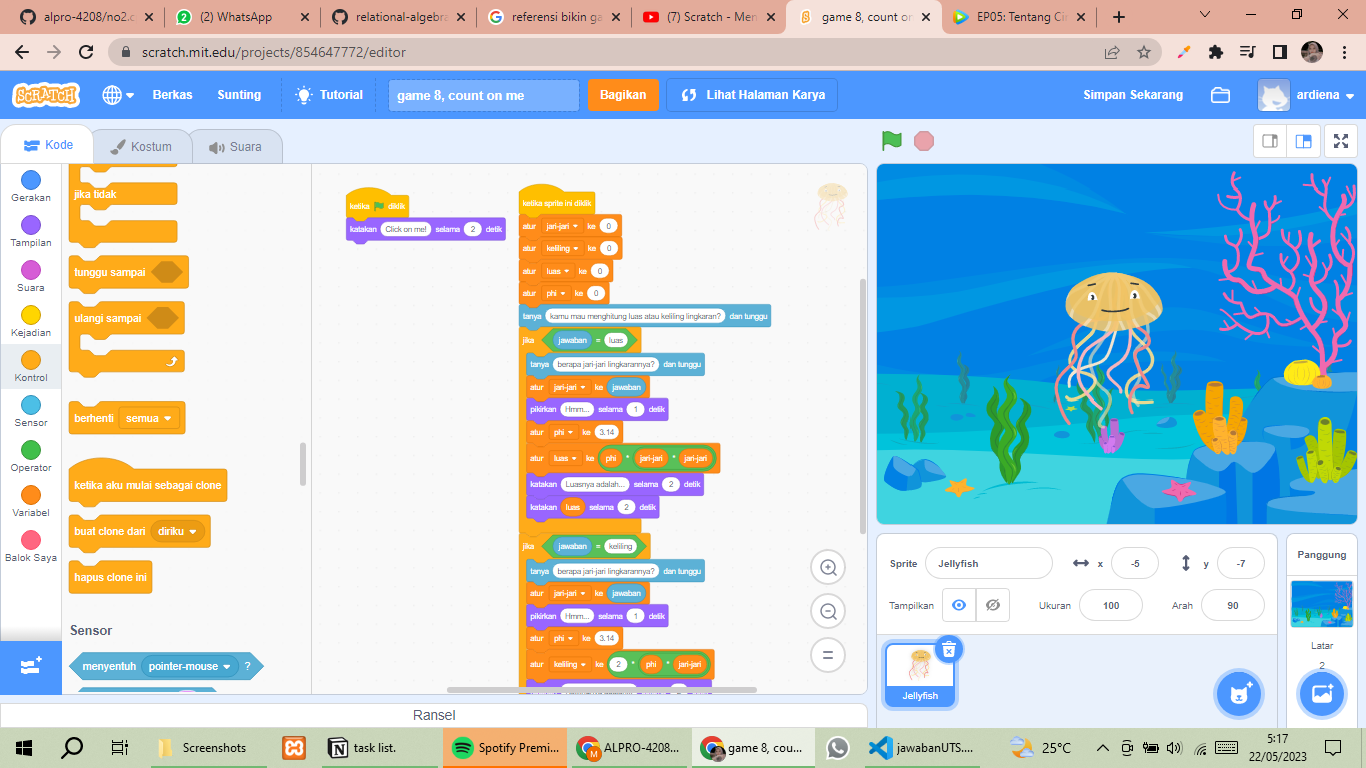 alpro-4208/no2.c
(2) WhatsApp
relational-algebra
referensi bikin ga
(7) Scratch - Men
game 8, count on
EP05: Tentang Cin
scratch.mit.edu/projects/854647772/editor
SCRATCH
Berkas
Sunting
Tutorial
game 8, count on me
Bagikan
Lihat Halaman Karya
Simpan Sekarang
ardiena
Kode
Kostum
Suara
Gerakan
Tampilan
Suara
Kejadian
Kontrol
Sensor
Operator
Variabel
Balok Saya
jika tidak
tunggu sampai
ulangi sampai
berhenti semua
ketika aku mulai sebagai clone
buat clone dari diriku
hapus clone ini
Sensor
menyentuh pointer-mouse ?
ketika diklik
katakan Click on me! selama 2 detik
ketika sprite ini diklik
atur jari-jari ke 0
atur keliling ke 0
atur luas ke 0
atur phi ke 0
tanya kamu mau menghitung luas atau keliling lingkaran? dan tunggu
jika jawaban = luas
tanya berapa jari-jari lingkarannya? dan tunggu
atur jari-jari ke jawaban
pikirkan Hmm... selama 1 detik
atur phi ke 3.14
atur luas ke phi * jari-jari * jari-jari
katakan Luasnya adalah... selama 2 detik
katakan luas selama 2 detik
jika jawaban = keliling
tanya berapa jari-jari lingkarannya? dan tunggu
atur jari-jari ke jawaban
pikirkan Hmm... selama 1 detik
atur phi ke 3.14
atur keliling ke 2 * phi * jari-jari
Ransel
Sprite Jellyfish x -5 y -7
Tampilkan Ukuran 100 Arah 90
Jellyfish
Panggung
Latar
2
Screenshots
task list.
Spotify Premi...
ALPRO-4208...
game 8, cou...
jawabanUTS....
25°C
5:17
22/05/2023